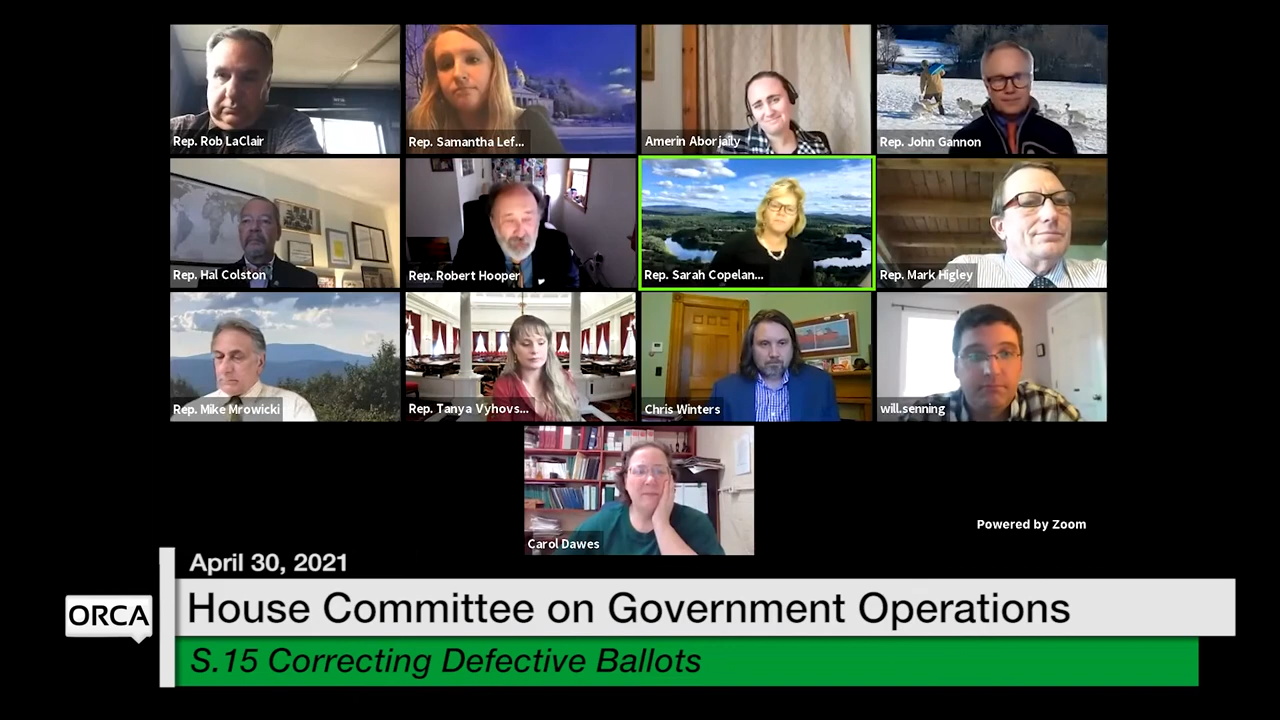 Rep. Rob LaClair
Rep. Samantha Lef...
Amerin Aborjaily
Rep. John Gannon
Rep. Hal Colston
Rep. Robert Hooper
Rep. Sarah Copelan...
Rep. Mark Higley
Rep. Mike Mrowicki
Rep. Tanya Vyhovs...
Chris Winters
will.senning
Carol Dawes
Powered by Zoom
April 30, 2021
ORCA
House Committee on Government Operations
S.15 Correcting Defective Ballots